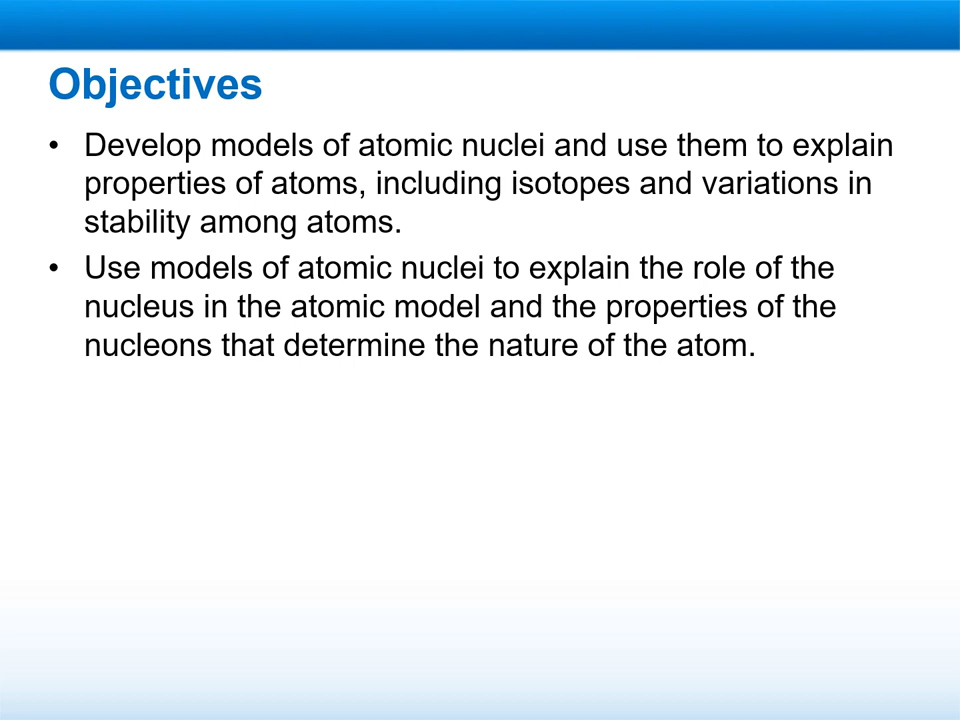 Objectives
• Develop models of atomic nuclei and use them to explain
properties of atoms, including isotopes and variations in
stability among atoms.
• Use models of atomic nuclei to explain the role of the
nucleus in the atomic model and the properties of the
nucleons that determine the nature of the atom.